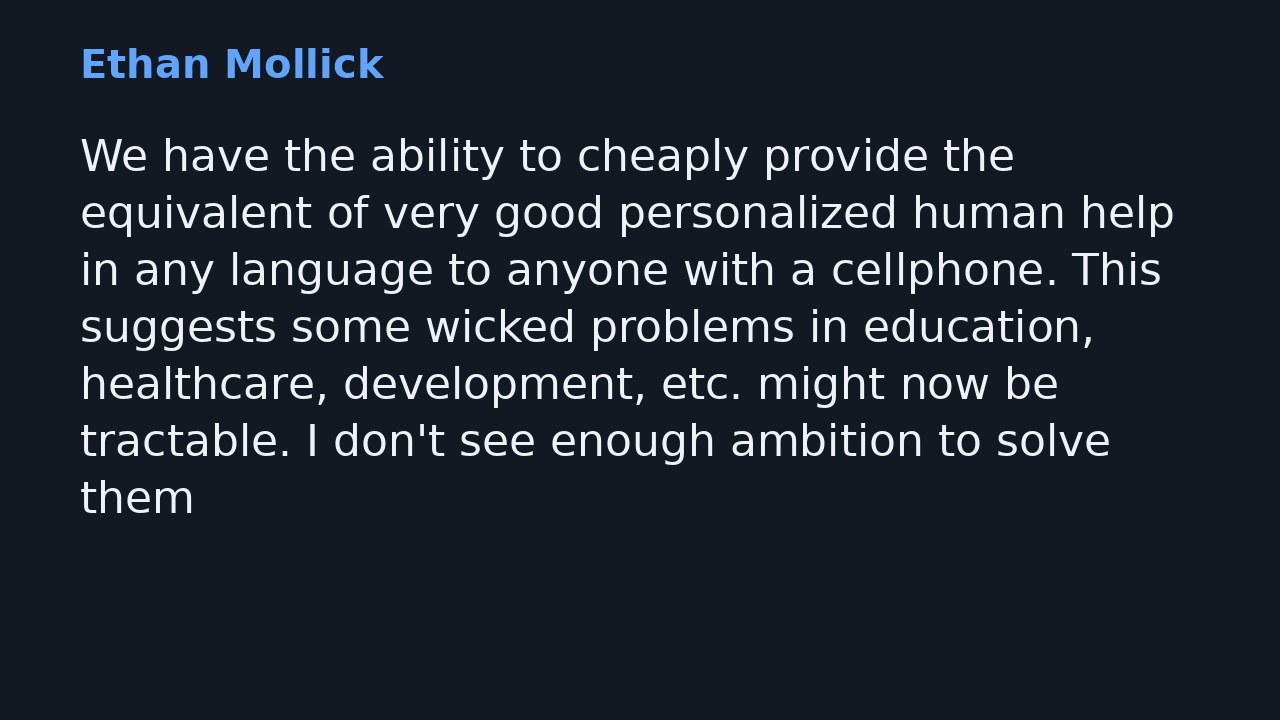 Ethan Mollick
We have the ability to cheaply provide the
equivalent of very good personalized human help
in any language to anyone with a cellphone. This
suggests some wicked problems in education,
healthcare, development, etc. might now be
tractable. I don't see enough ambition to solve
them